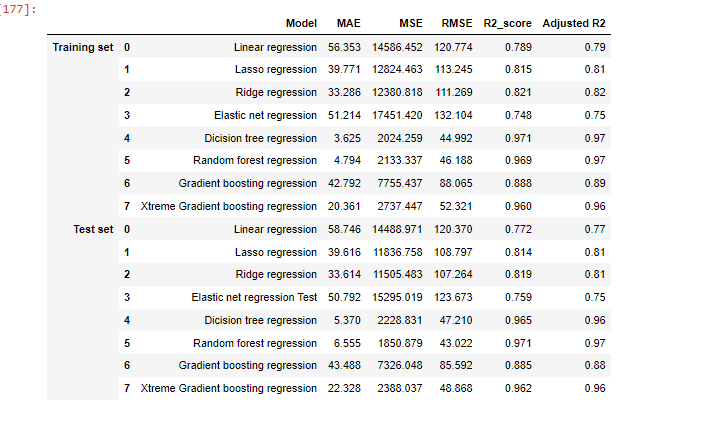 [177]:
Model MAE MSE RMSE R2_score Adjusted R2
Training set 0 Linear regression 56.353 14586.452 120.774 0.789 0.79
1 Lasso regression 39.771 12824.463 113.245 0.815 0.81
2 Ridge regression 33.286 12380.818 111.269 0.821 0.82
3 Elastic net regression 51.214 17451.420 132.104 0.748 0.75
4 Dicision tree regression 3.625 2024.259 44.992 0.971 0.97
5 Random forest regression 4.794 2133.337 46.188 0.969 0.97
6 Gradient boosting regression 42.792 7755.437 88.065 0.888 0.89
7 Xtreme Gradient boosting regression 20.361 2737.447 52.321 0.960 0.96
Test set 0 Linear regression 58.746 14488.971 120.370 0.772 0.77
1 Lasso regression 39.616 11836.758 108.797 0.814 0.81
2 Ridge regression 33.614 11505.483 107.264 0.819 0.81
3 Elastic net regression Test 50.792 15295.019 123.673 0.759 0.75
4 Dicision tree regression 5.370 2228.831 47.210 0.965 0.96
5 Random forest regression 6.555 1850.879 43.022 0.971 0.97
6 Gradient boosting regression 43.488 7326.048 85.592 0.885 0.88
7 Xtreme Gradient boosting regression 22.328 2388.037 48.868 0.962 0.96